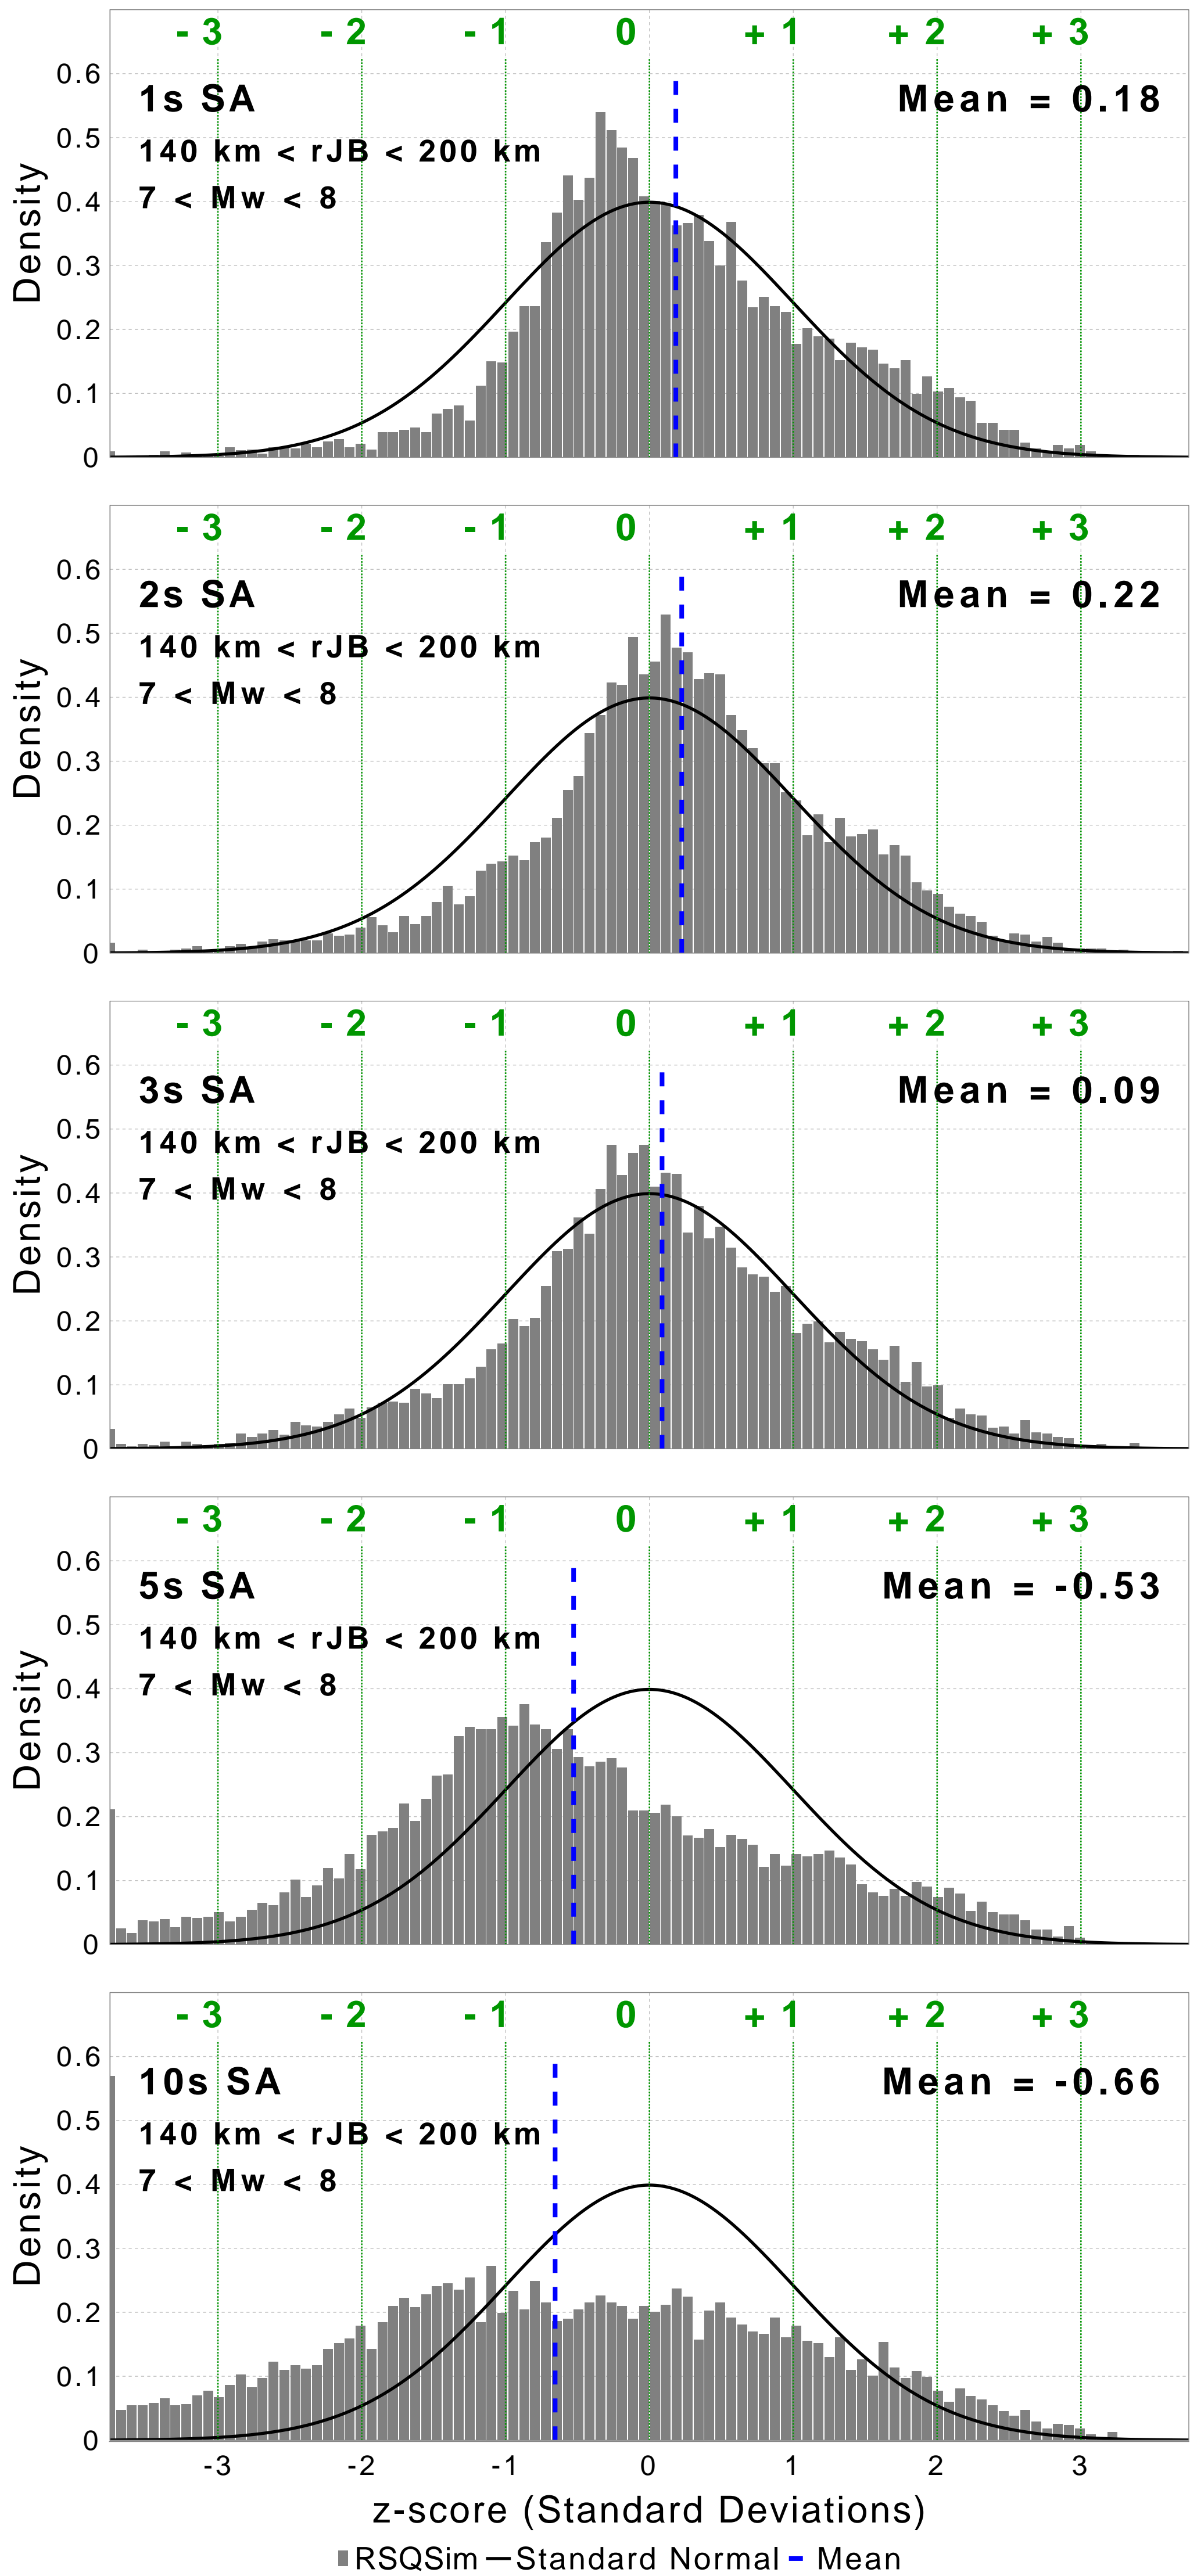 - 3 - 2 - 1 0 + 1 + 2 + 3
0.6
1s SA Mean = 0.18
0.5
140 km < rJB < 200 km
7 < Mw < 8
0.4
Density
0.3
0.2
0.1
0
- 3 - 2 - 1 0 + 1 + 2 + 3
0.6
2s SA Mean = 0.22
0.5
140 km < rJB < 200 km
7 < Mw < 8
0.4
Density
0.3
0.2
0.1
0
- 3 - 2 - 1 0 + 1 + 2 + 3
0.6
3s SA Mean = 0.09
0.5
140 km < rJB < 200 km
7 < Mw < 8
0.4
Density
0.3
0.2
0.1
0
- 3 - 2 - 1 0 + 1 + 2 + 3
0.6
5s SA Mean = -0.53
0.5
140 km < rJB < 200 km
7 < Mw < 8
0.4
Density
0.3
0.2
0.1
0
- 3 - 2 - 1 0 + 1 + 2 + 3
0.6
10s SA Mean = -0.66
0.5
140 km < rJB < 200 km
7 < Mw < 8
0.4
Density
0.3
0.2
0.1
0
-3 -2 -1 0 1 2 3
z-score (Standard Deviations)
RSQSim Standard Normal Mean